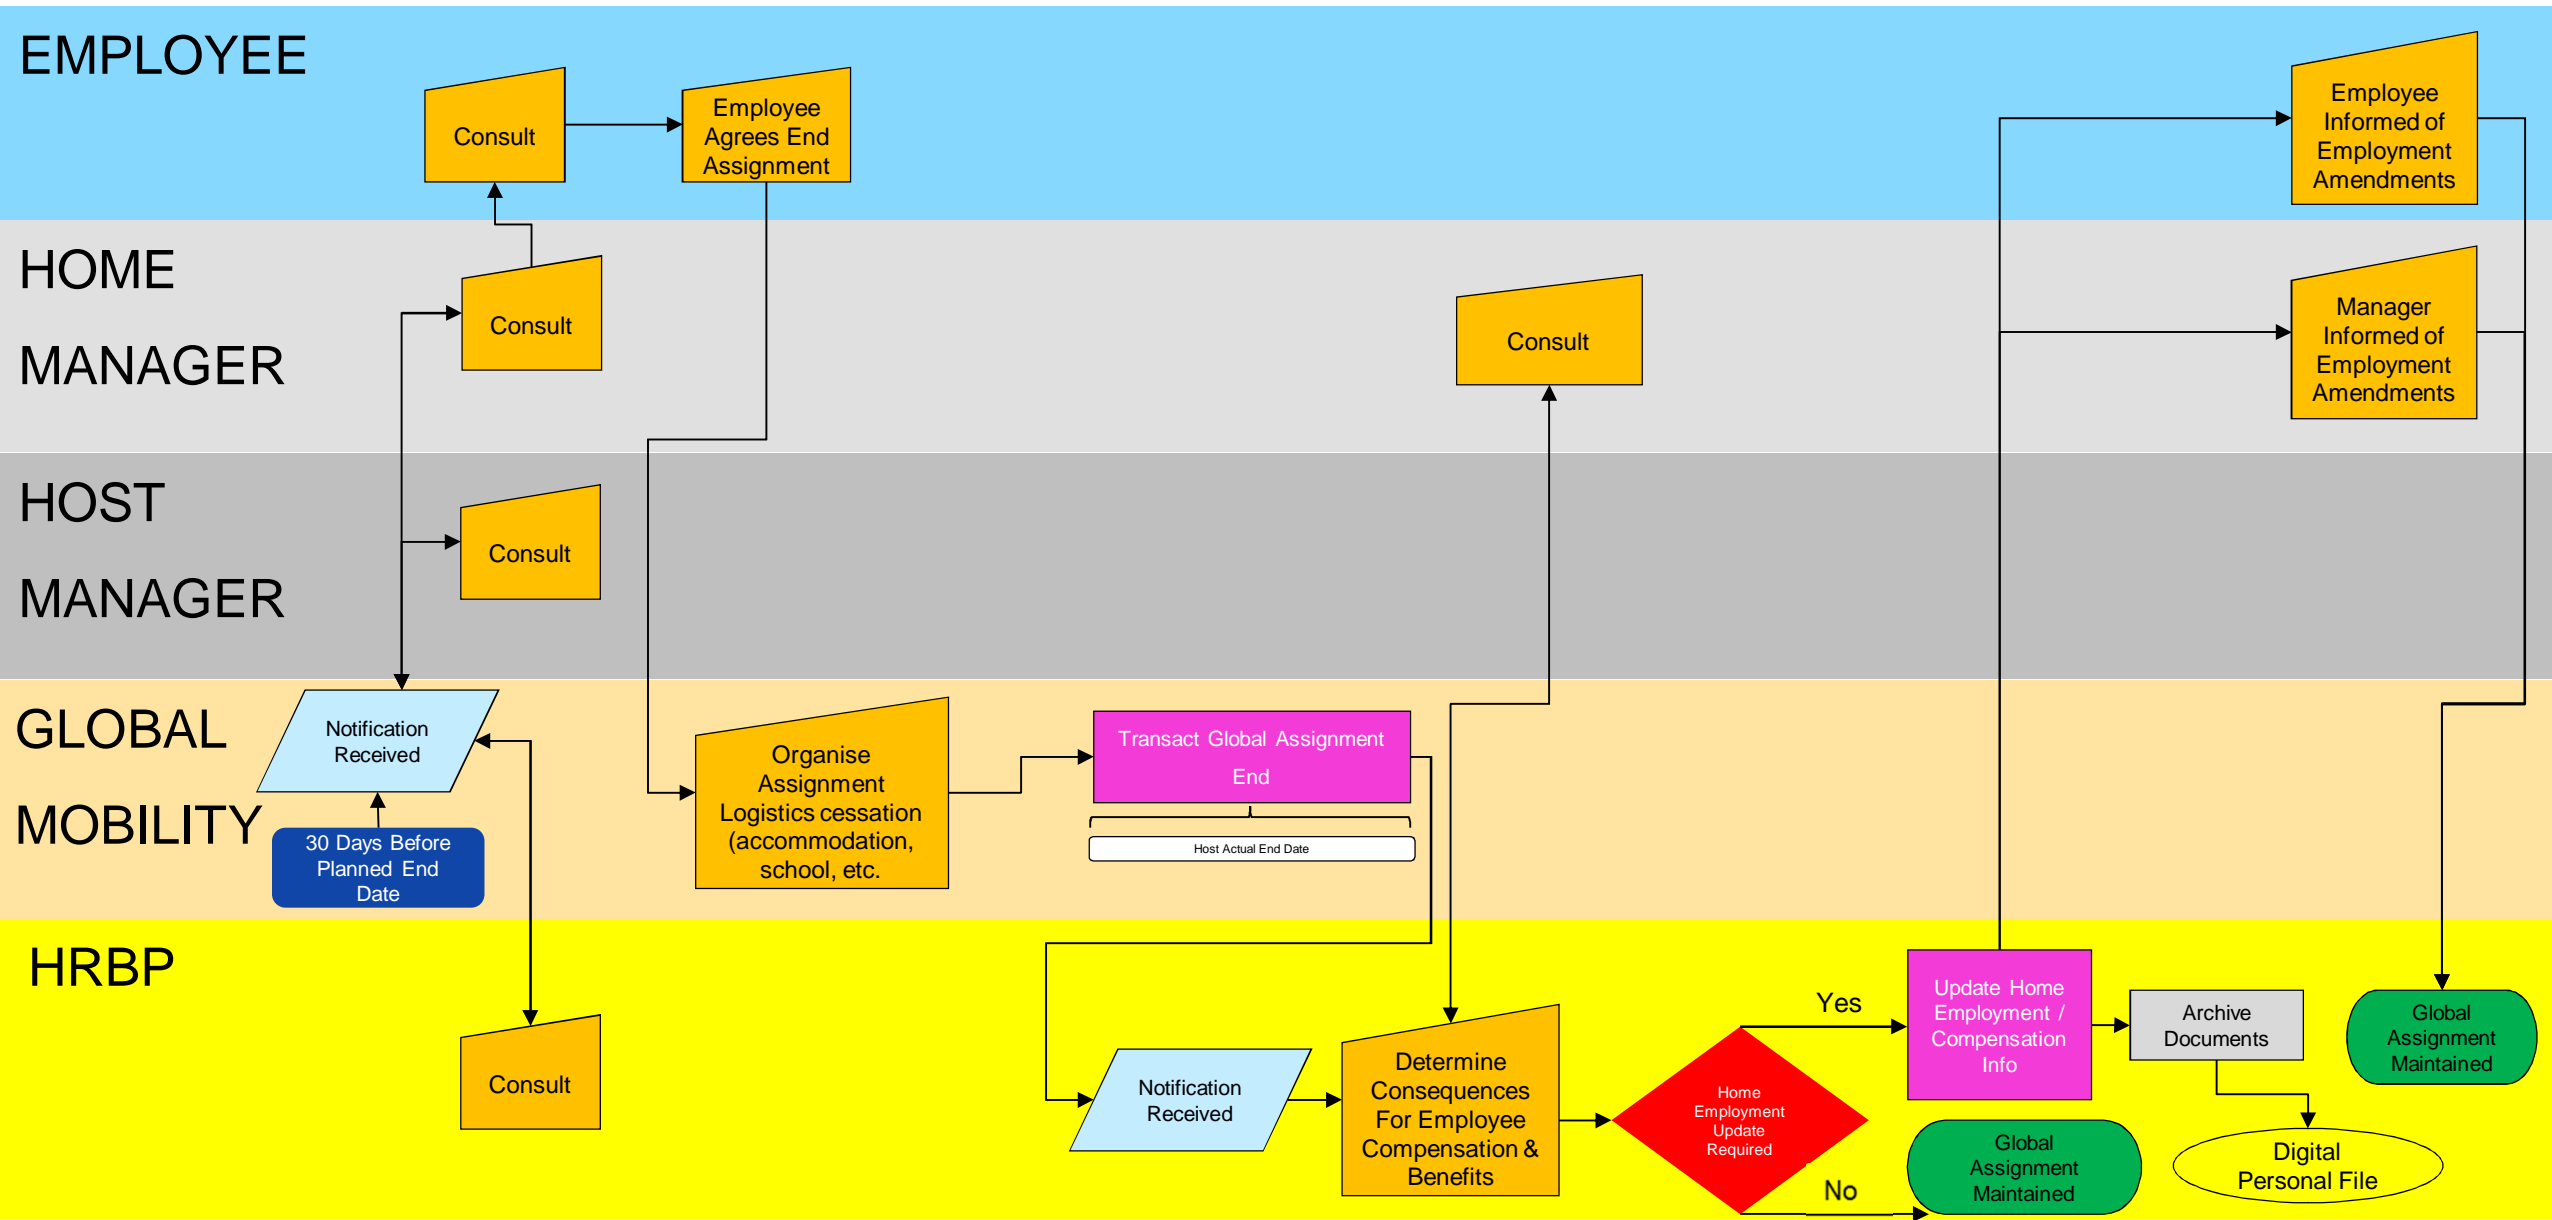 EMPLOYEE
Consult
Employee
Agrees End
Assignment
Employee
Informed of
Employment
Amendments
HOME
MANAGER
Consult
Consult
Manager
Informed of
Employment
Amendments
HOST
MANAGER
Consult
GLOBAL
MOBILITY
Notification
Received
30 Days Before
Planned End
Date
Organise
Assignment
Logistics cessation
(accommodation,
school, etc.
Transact Global Assignment
End
Host Actual End Date
HRBP
Consult
Notification
Received
Determine
Consequences
For Employee
Compensation &
Benefits
Home
Employment
Update
Required
Yes
No
Update Home
Employment /
Compensation
Info
Global
Assignment
Maintained
Archive
Documents
Digital
Personal File
Global
Assignment
Maintained